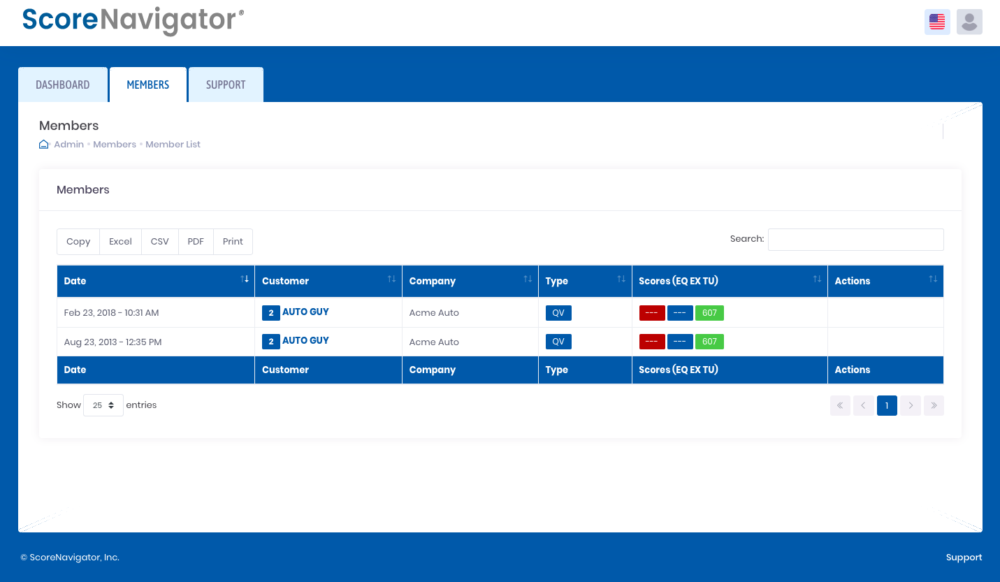 ScoreNavigator®
DASHBOARD MEMBERS SUPPORT
Members
Admin • Members • Member List
Members
Copy Excel CSV PDF Print Search:
Date Customer Company Type Scores (EQ EX TU) Actions
Feb 23, 2018 - 10:31 AM 2 AUTO GUY Acme Auto QV --- --- 607
Aug 23, 2013 - 12:35 PM 2 AUTO GUY Acme Auto QV --- --- 607
Date Customer Company Type Scores (EQ EX TU) Actions
Show 25 entries « < 1 > »
© ScoreNavigator, Inc. Support